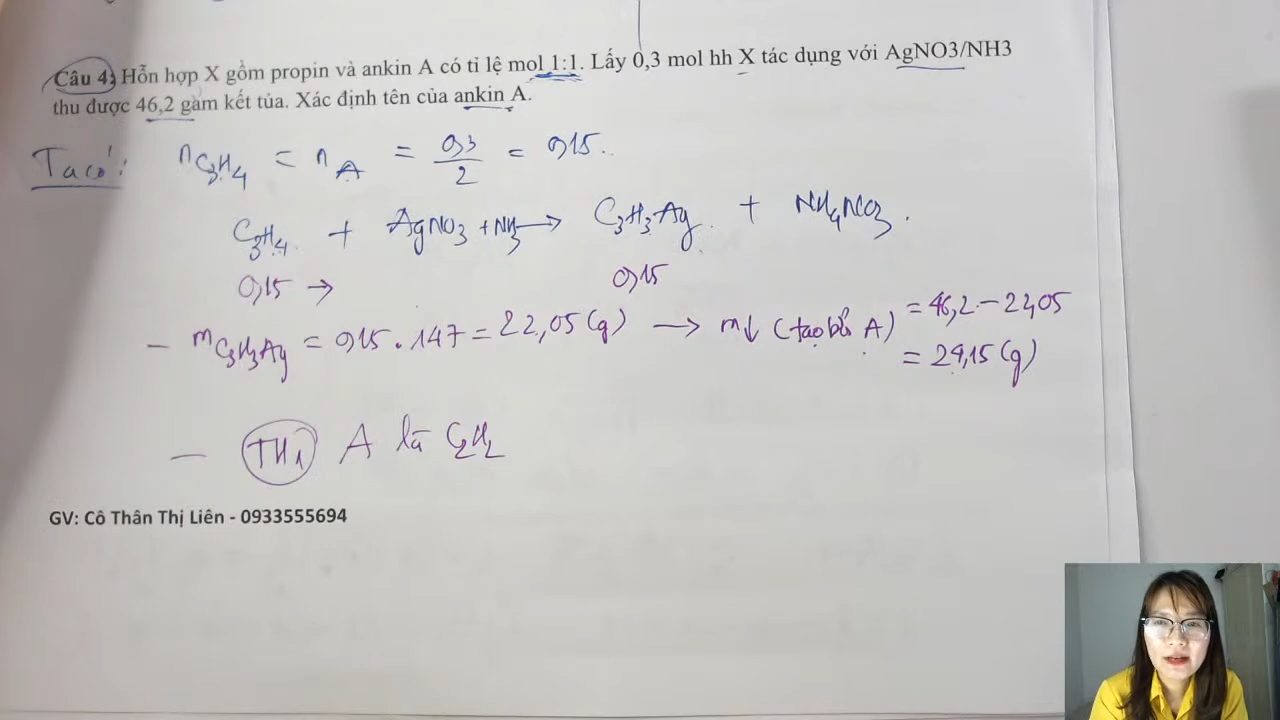 Câu 4: Hỗn hợp X gồm propin và ankin A có tỉ lệ mol 1:1. Lấy 0,3 mol hh X tác dụng với AgNO3/NH3
thu được 46,2 gam kết tủa. Xác định tên của ankin A.
Ta có: nC3H4 = nA = 0,3/2 = 0,15.
C3H4 + AgNO3 + NH3 → C3H3Ag + NH4NO3.
0,15 → 0,15
- mC3H3Ag = 0,15 . 147 = 22,05 (g) → m↓ (tạo bởi A) = 46,2 - 22,05
= 24,15 (g)
- TH1 A là C2H2
GV: Cô Thân Thị Liên - 0933555694